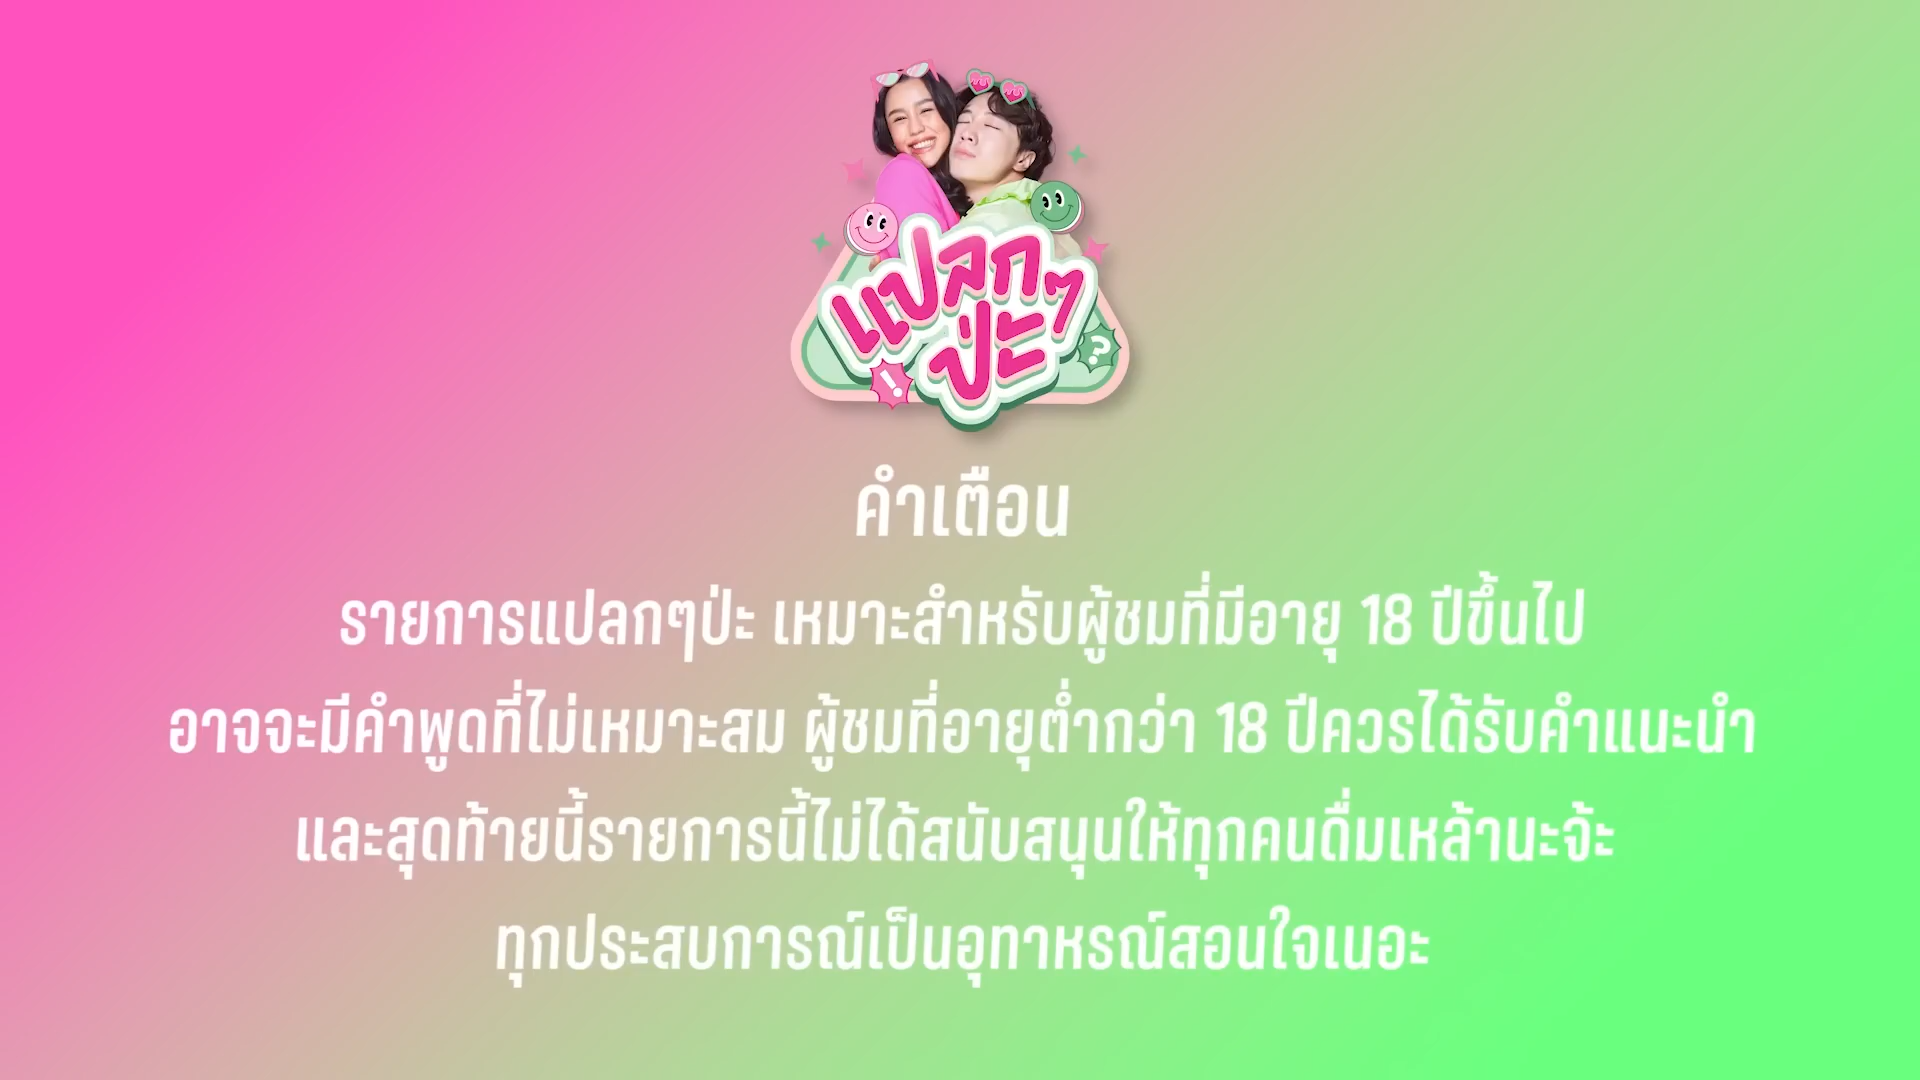 แปลกๆ
ป่ะ
!
?
คำเตือน
รายการแปลกๆป่ะ เหมาะสำหรับผู้ชมที่มีอายุ 18 ปีขึ้นไป
อาจจะมีคำพูดที่ไม่เหมาะสม ผู้ชมที่อายุต่ำกว่า 18 ปีควรได้รับคำแนะนำ
และสุดท้ายนี้รายการนี้ไม่ได้สนับสนุนให้ทุกคนดื่มเหล้านะจ้ะ
ทุกประสบการณ์เป็นอุทาหรณ์สอนใจเนอะ